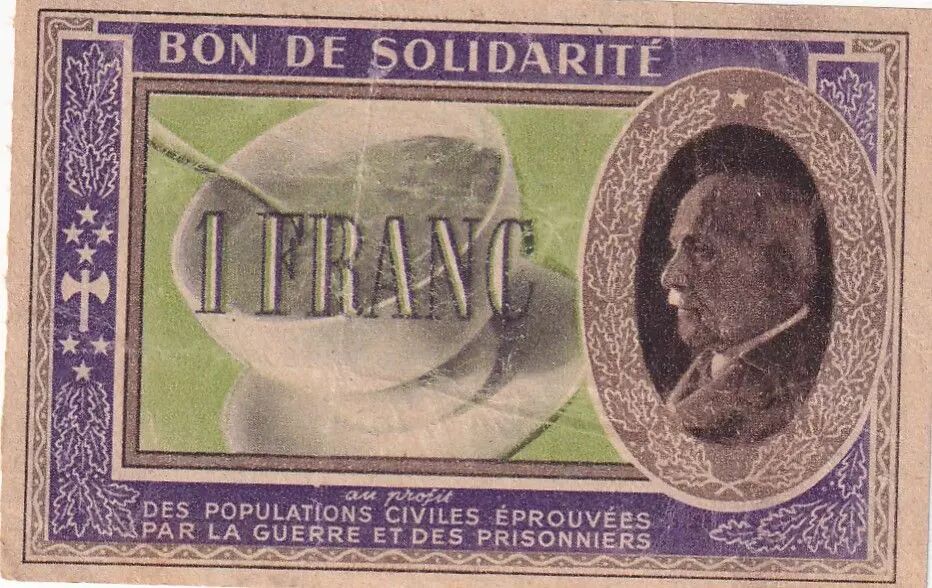 BON DE SOLIDARITÉ
1 FRANC
au profit
DES POPULATIONS CIVILES ÉPROUVÉES
PAR LA GUERRE ET DES PRISONNIERS